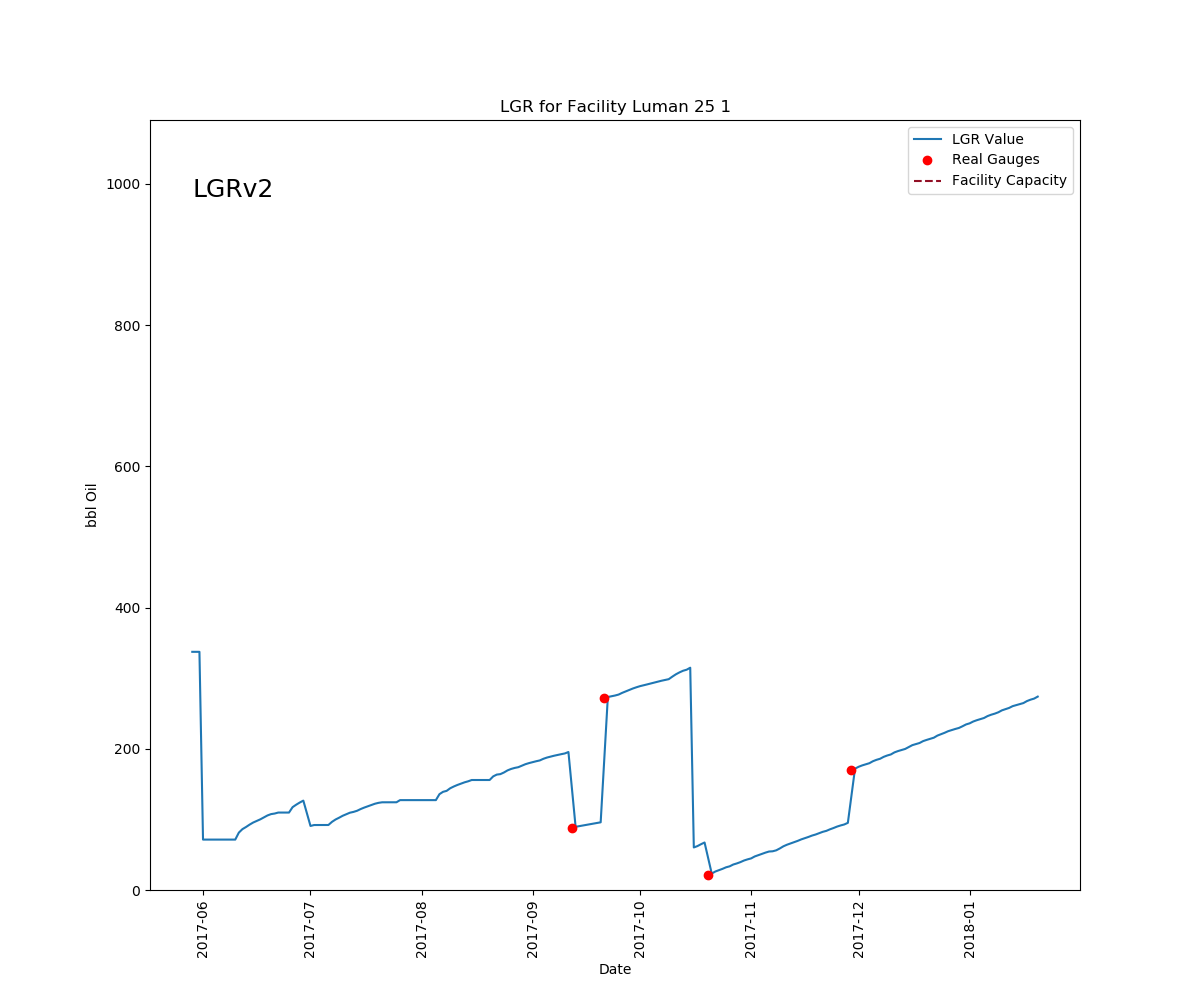 LGR for Facility Luman 25 1
LGRv2
LGR Value
Real Gauges
Facility Capacity
1000
800
600
400
200
0
bbl Oil
2017-06
2017-07
2017-08
2017-09
2017-10
2017-11
2017-12
2018-01
Date